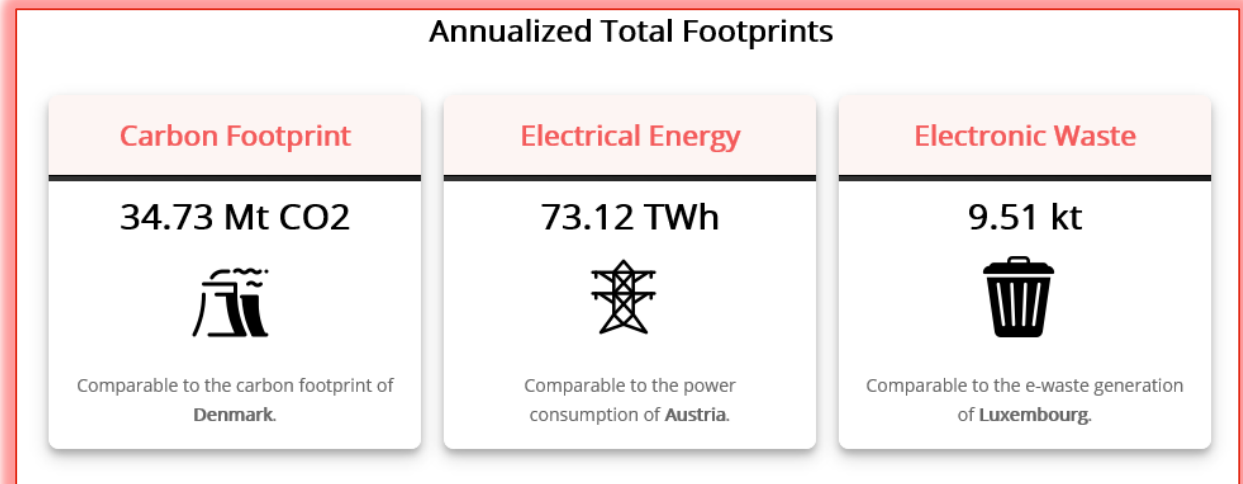 Annualized Total Footprints
Carbon Footprint
34.73 Mt CO2
Comparable to the carbon footprint of
Denmark.
Electrical Energy
73.12 TWh
Comparable to the power
consumption of Austria.
Electronic Waste
9.51 kt
Comparable to the e-waste generation
of Luxembourg.